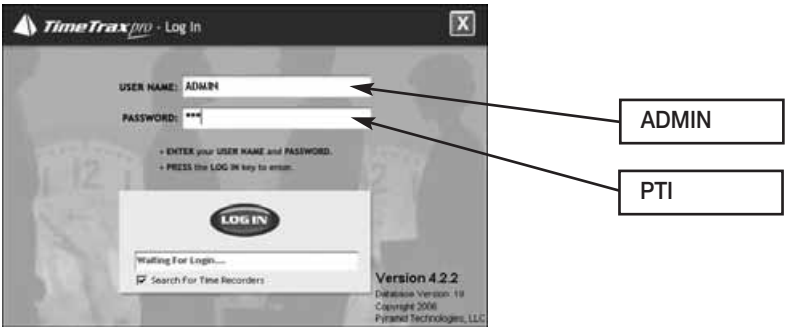 TimeTraxpro - Log In X
USER NAME: ADMIN
ADMIN
PASSWORD: ***
• ENTER your USER NAME and PASSWORD.
• PRESS the LOG IN key to enter.
PTI
LOG IN
Waiting For Login....
Search For Time Recorders
Version 4.2.2
Database Version 19
Copyright 2006
Pyramid Technologies, LLC
12